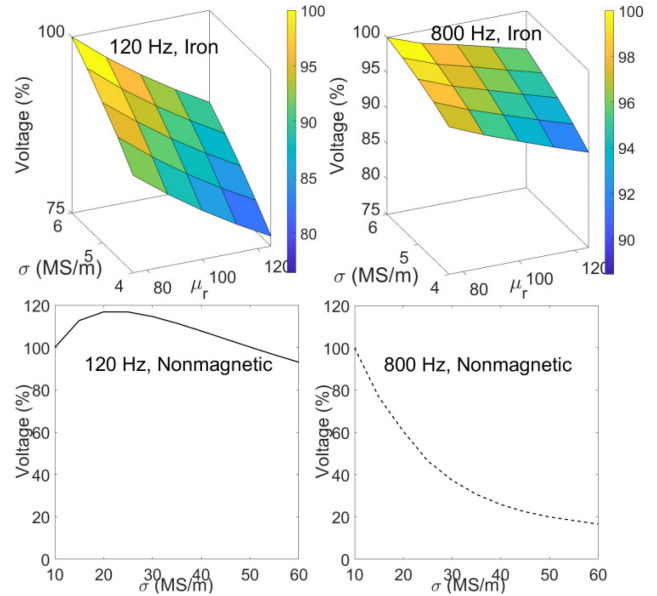 120 Hz, Iron
Voltage (%)
100
75
6
5
4
σ (MS/m)
80
100
120
μr
100
95
90
85
80
800 Hz, Iron
Voltage (%)
100
95
90
85
80
75
6
5
4
σ (MS/m)
80
100
120
μr
100
98
96
94
92
90
120 Hz, Nonmagnetic
Voltage (%)
120
100
80
60
40
20
0
10 20 30 40 50 60
σ (MS/m)
800 Hz, Nonmagnetic
Voltage (%)
120
100
80
60
40
20
0
10 20 30 40 50 60
σ (MS/m)